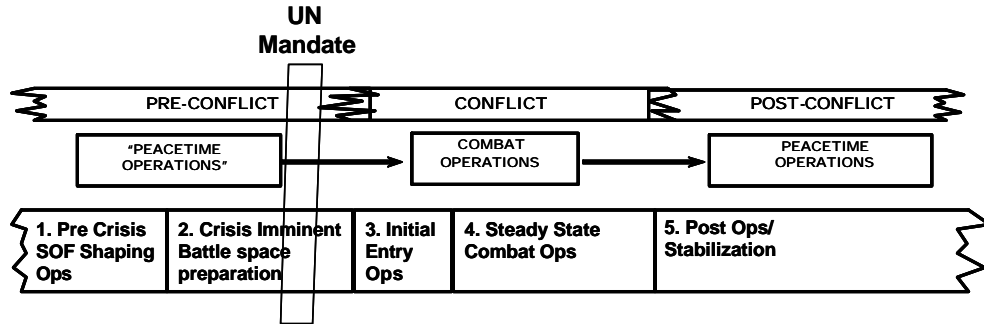 UN
Mandate
PRE-CONFLICT
CONFLICT
POST-CONFLICT
"PEACETIME
OPERATIONS"
COMBAT
OPERATIONS
PEACETIME
OPERATIONS
1. Pre Crisis
SOF Shaping
Ops
2. Crisis Imminent
Battle space
preparation
3. Initial
Entry
Ops
4. Steady State
Combat Ops
5. Post Ops/
Stabilization